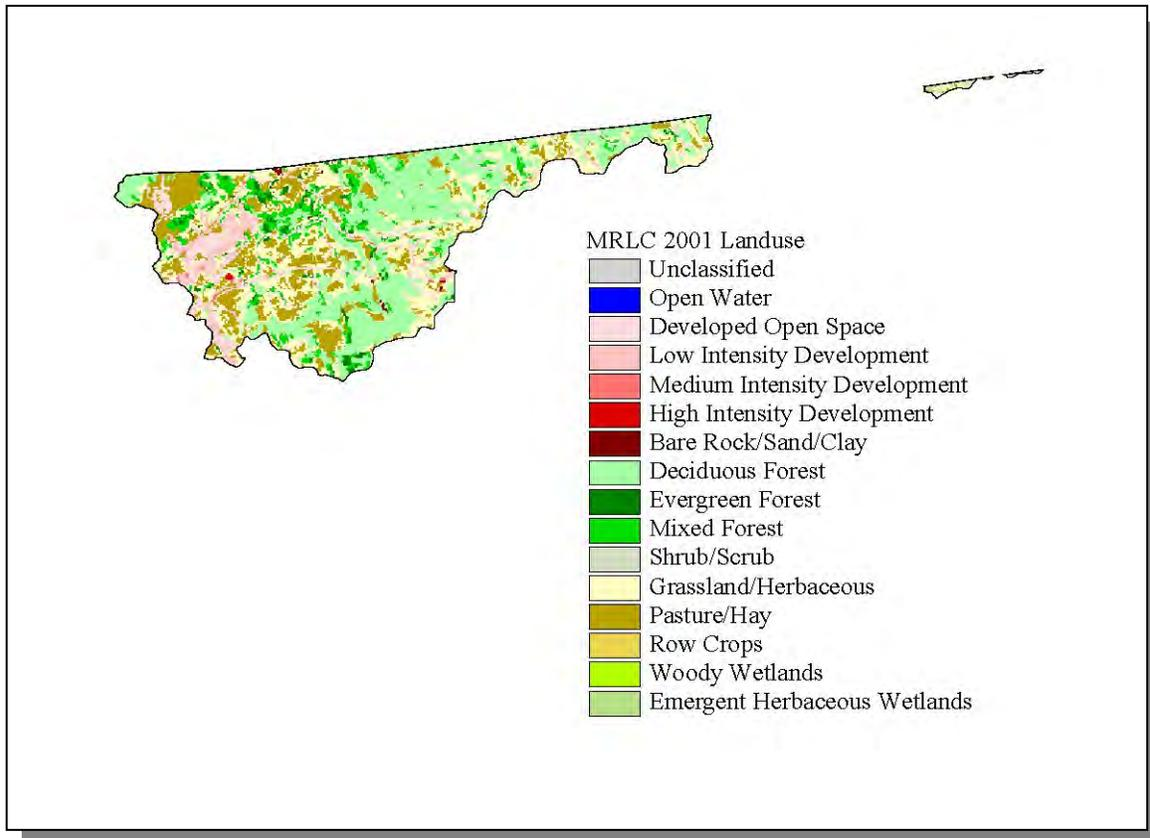 MRLC 2001 Landuse
Unclassified
Open Water
Developed Open Space
Low Intensity Development
Medium Intensity Development
High Intensity Development
Bare Rock/Sand/Clay
Deciduous Forest
Evergreen Forest
Mixed Forest
Shrub/Scrub
Grassland/Herbaceous
Pasture/Hay
Row Crops
Woody Wetlands
Emergent Herbaceous Wetlands